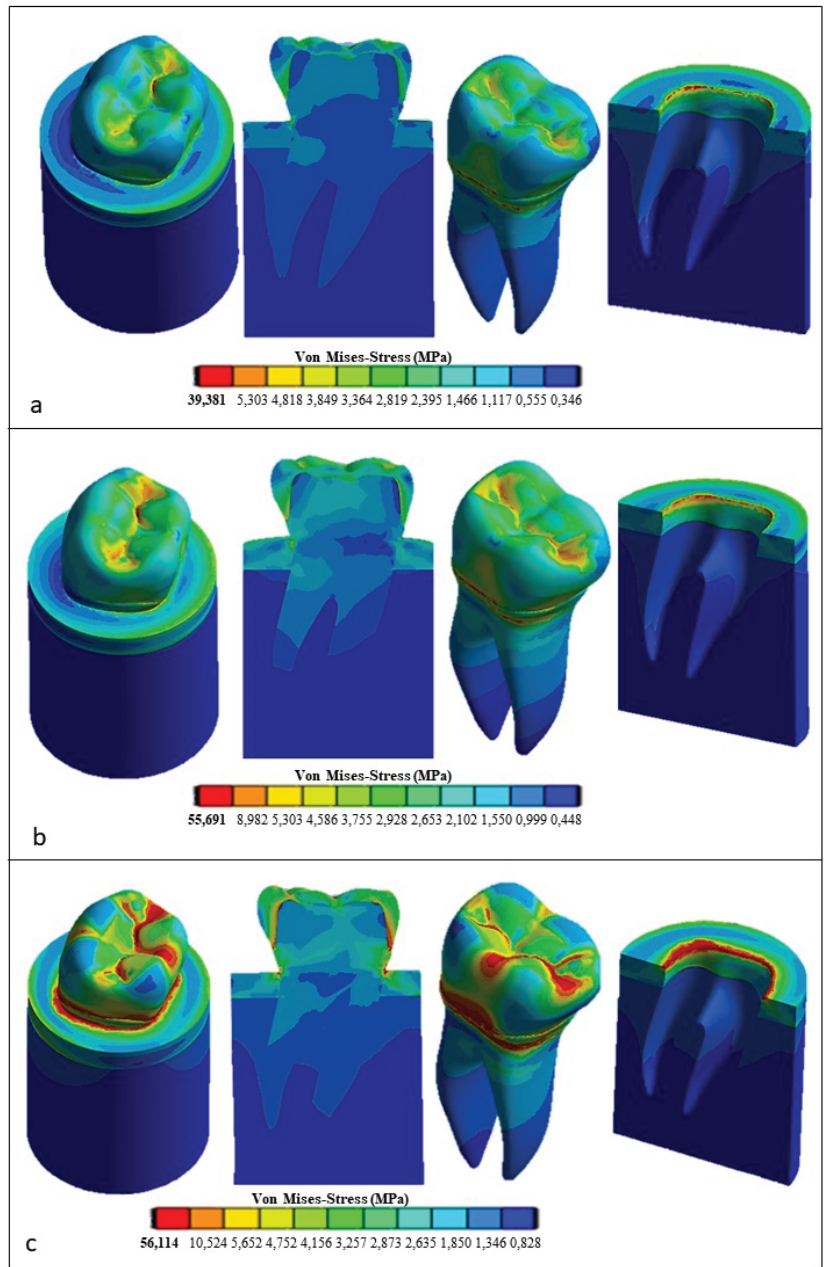 Von Mises-Stress (MPa)
39,381 5,303 4,818 3,849 3,364 2,819 2,395 1,466 1,117 0,555 0,346
a
Von Mises-Stress (MPa)
55,691 8,982 5,303 4,586 3,755 2,928 2,653 2,102 1,550 0,999 0,448
b
Von Mises-Stress (MPa)
56,114 10,524 5,652 4,752 4,156 3,257 2,873 2,635 1,850 1,346 0,828
c